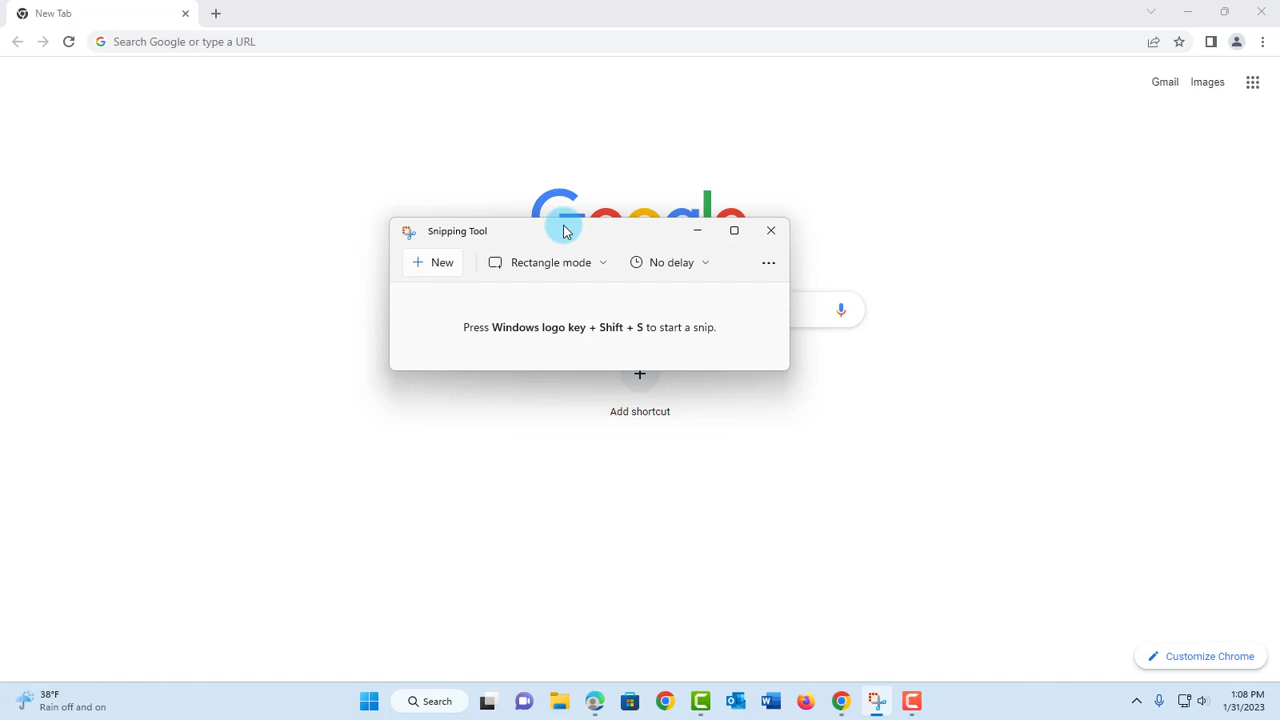 New Tab
Search Google or type a URL
Gmail Images
Google
Snipping Tool
New Rectangle mode No delay
Press Windows logo key + Shift + S to start a snip.
Add shortcut
Customize Chrome
38°F
Rain off and on
Search
1:08 PM
1/31/2023